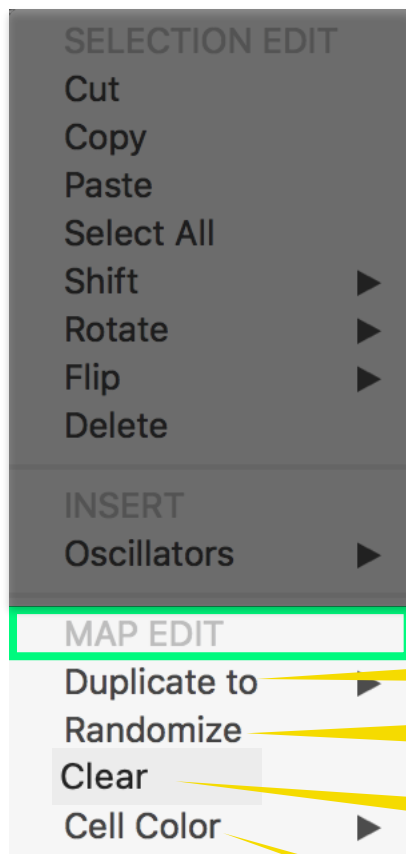 SELECTION EDIT
Cut
Copy
Paste
Select All
Shift
Rotate
Flip
Delete
INSERT
Oscillators
MAP EDIT
Duplicate to
Randomize
Clear
Cell Color